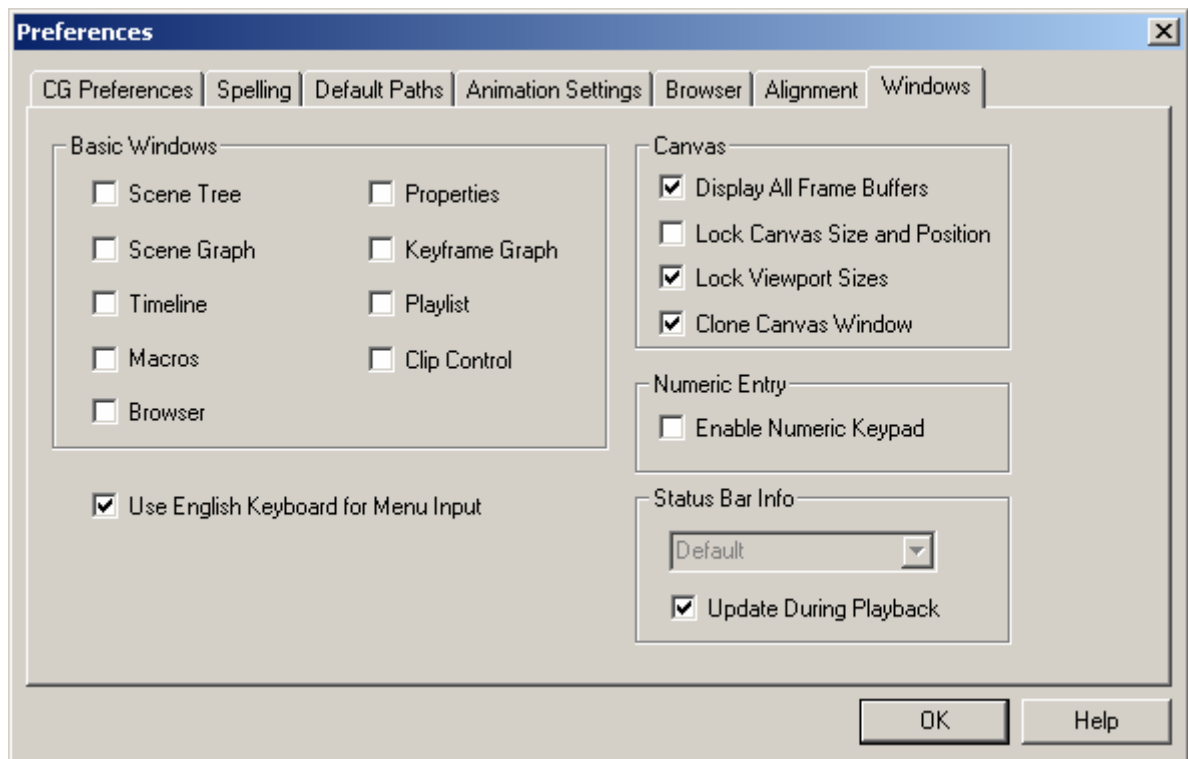 Preferences
CG Preferences Spelling Default Paths Animation Settings Browser Alignment Windows
Basic Windows
Scene Tree Properties
Scene Graph Keyframe Graph
Timeline Playlist
Macros Clip Control
Browser
Use English Keyboard for Menu Input
Canvas
Display All Frame Buffers
Lock Canvas Size and Position
Lock Viewport Sizes
Clone Canvas Window
Numeric Entry
Enable Numeric Keypad
Status Bar Info
Default
Update During Playback
OK Help